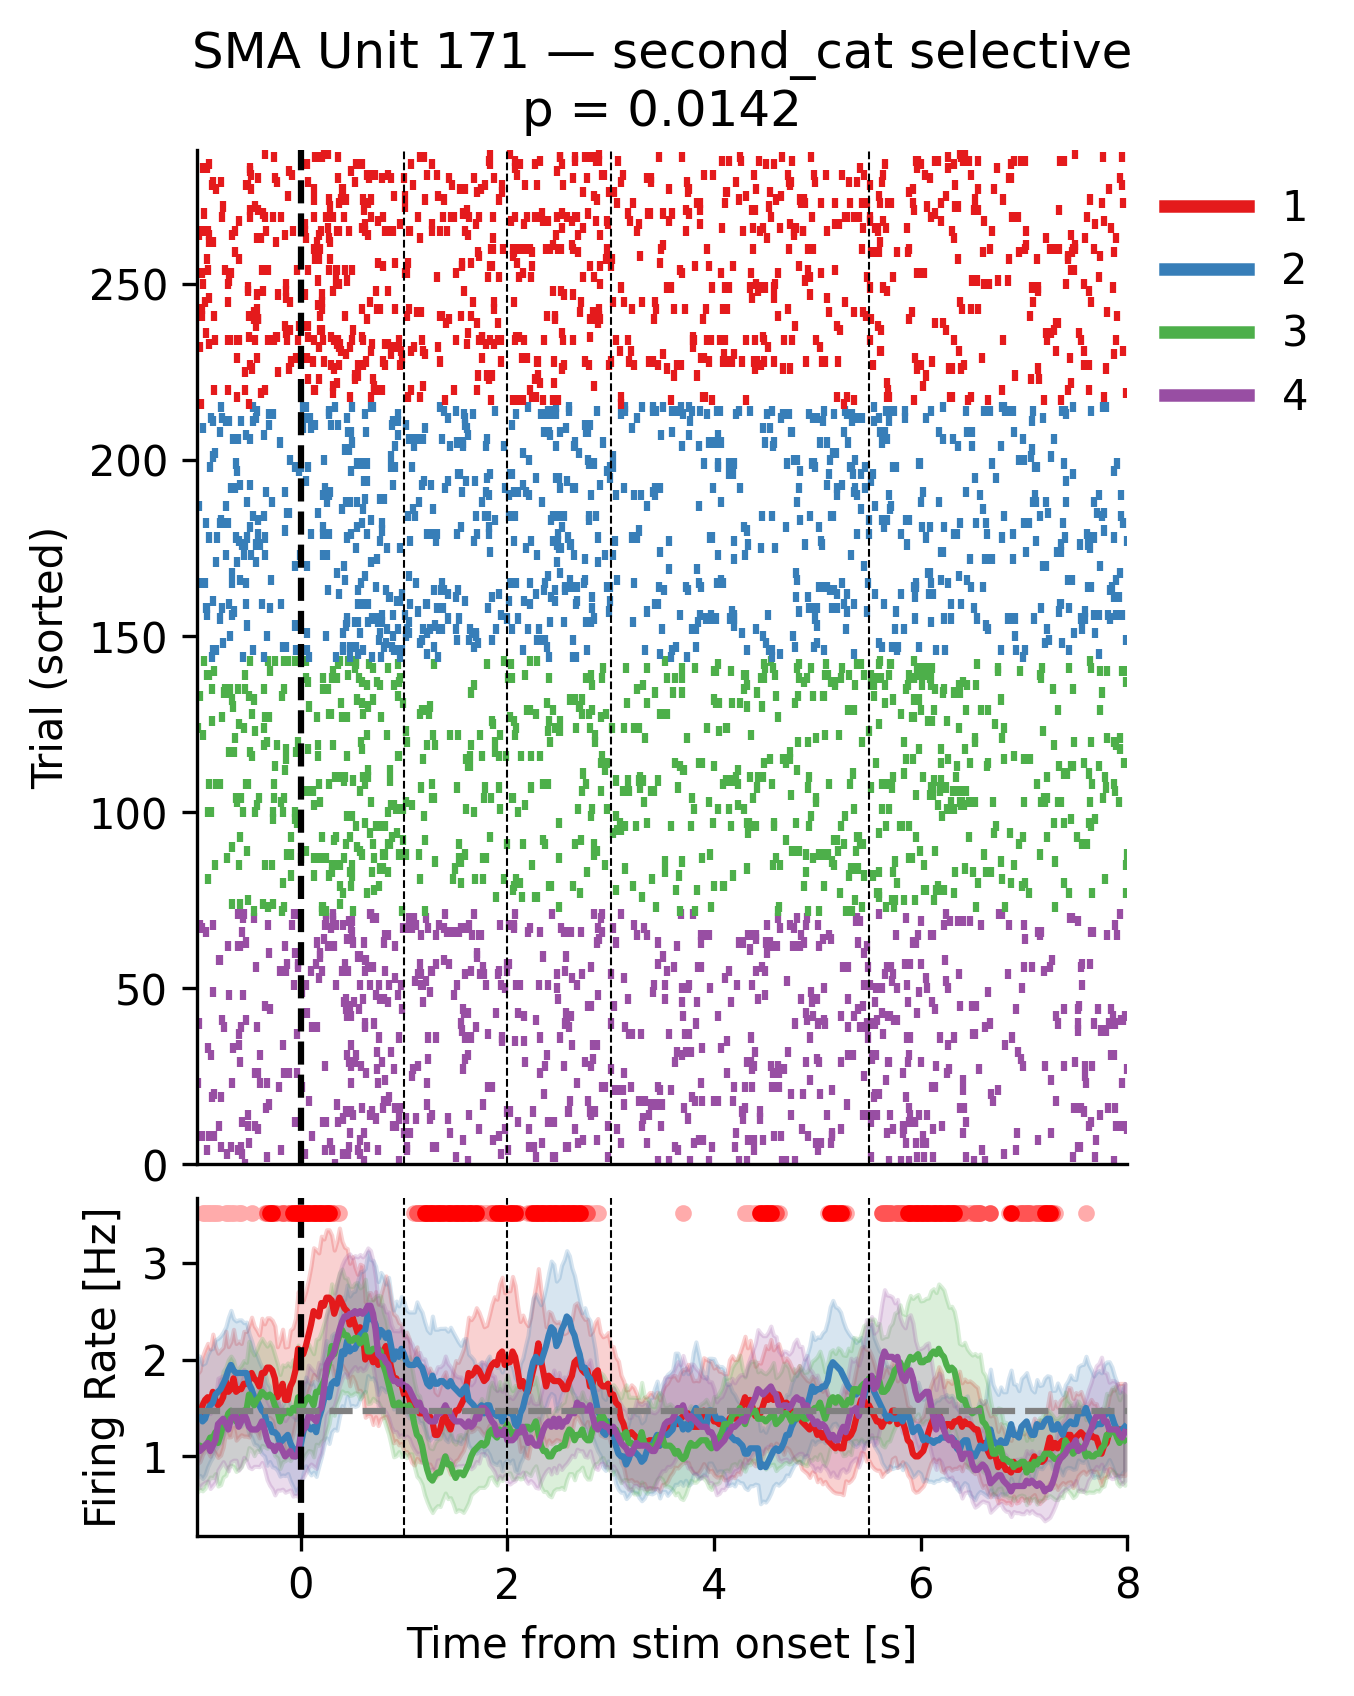 SMA Unit 171 — second_cat selective
p = 0.0142
1
2
3
4
Trial (sorted)
250
200
150
100
50
0
Firing Rate [Hz]
3
2
1
0 2 4 6 8
Time from stim onset [s]